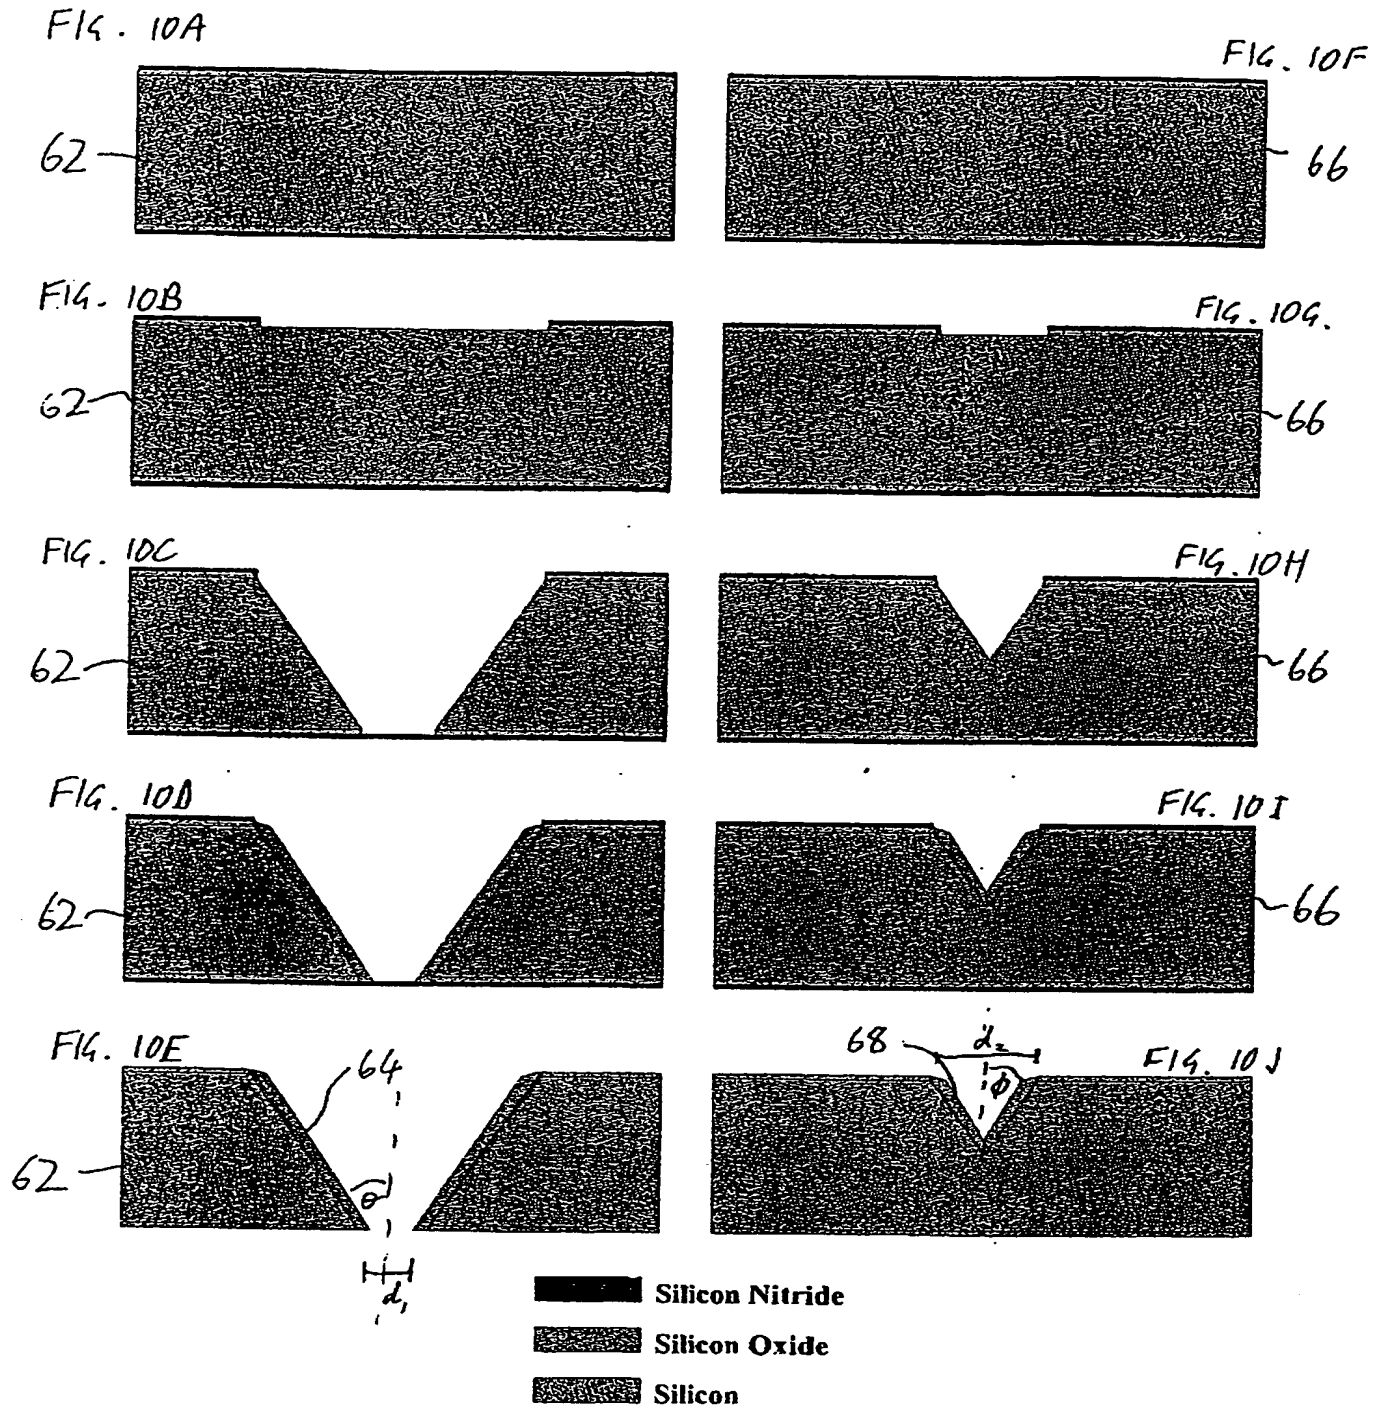 FIG. 10A
FIG. 10F
62
66
FIG. 10B
FIG. 10G.
62
66
FIG. 10C
FIG. 10H
62
66
FIG. 10D
FIG. 10I
62
66
FIG. 10E
64
68
d₂
FIG. 10J
ϕ
62
θ
d₁
Silicon Nitride
Silicon Oxide
Silicon